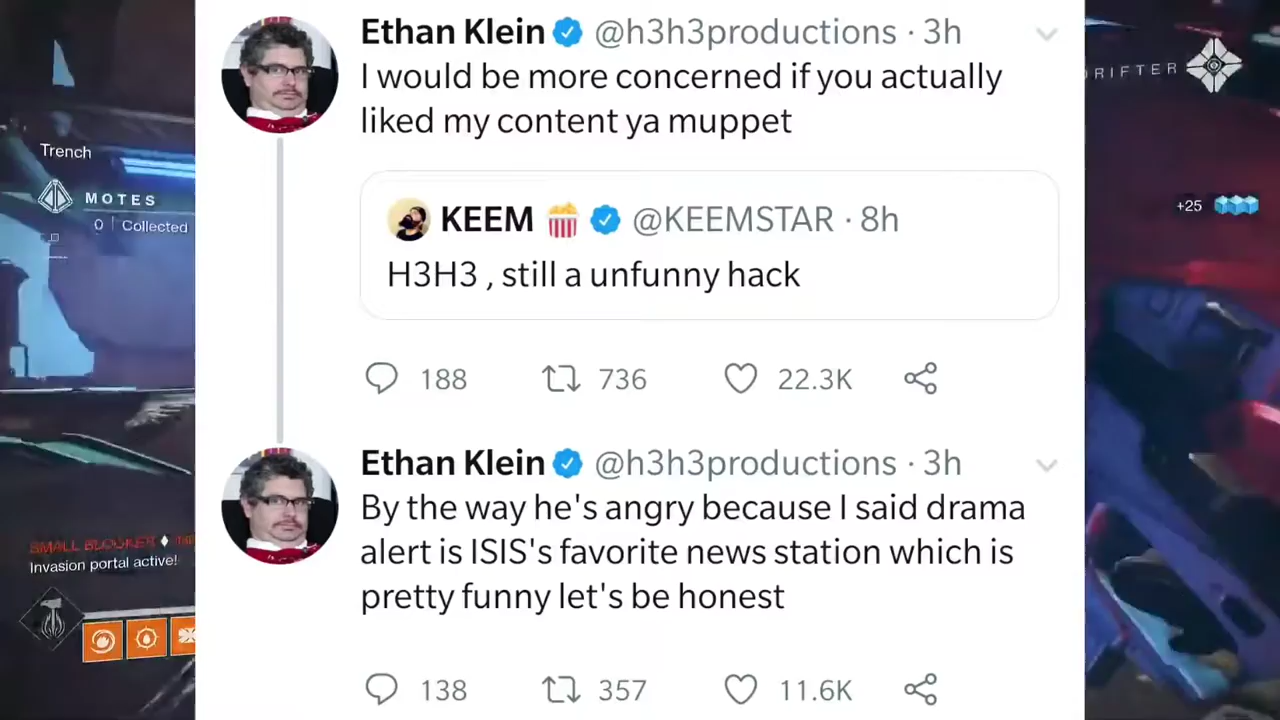 Ethan Klein @h3h3productions · 3h
I would be more concerned if you actually
liked my content ya muppet
KEEM 🍿 @KEEMSTAR · 8h
H3H3 , still a unfunny hack
188 736 22.3K
Ethan Klein @h3h3productions · 3h
By the way he's angry because I said drama
alert is ISIS's favorite news station which is
pretty funny let's be honest
138 357 11.6K
Trench
MOTES
0 | Collected
SMALL BLOCKER
Invasion portal active!
RIFTER
+25